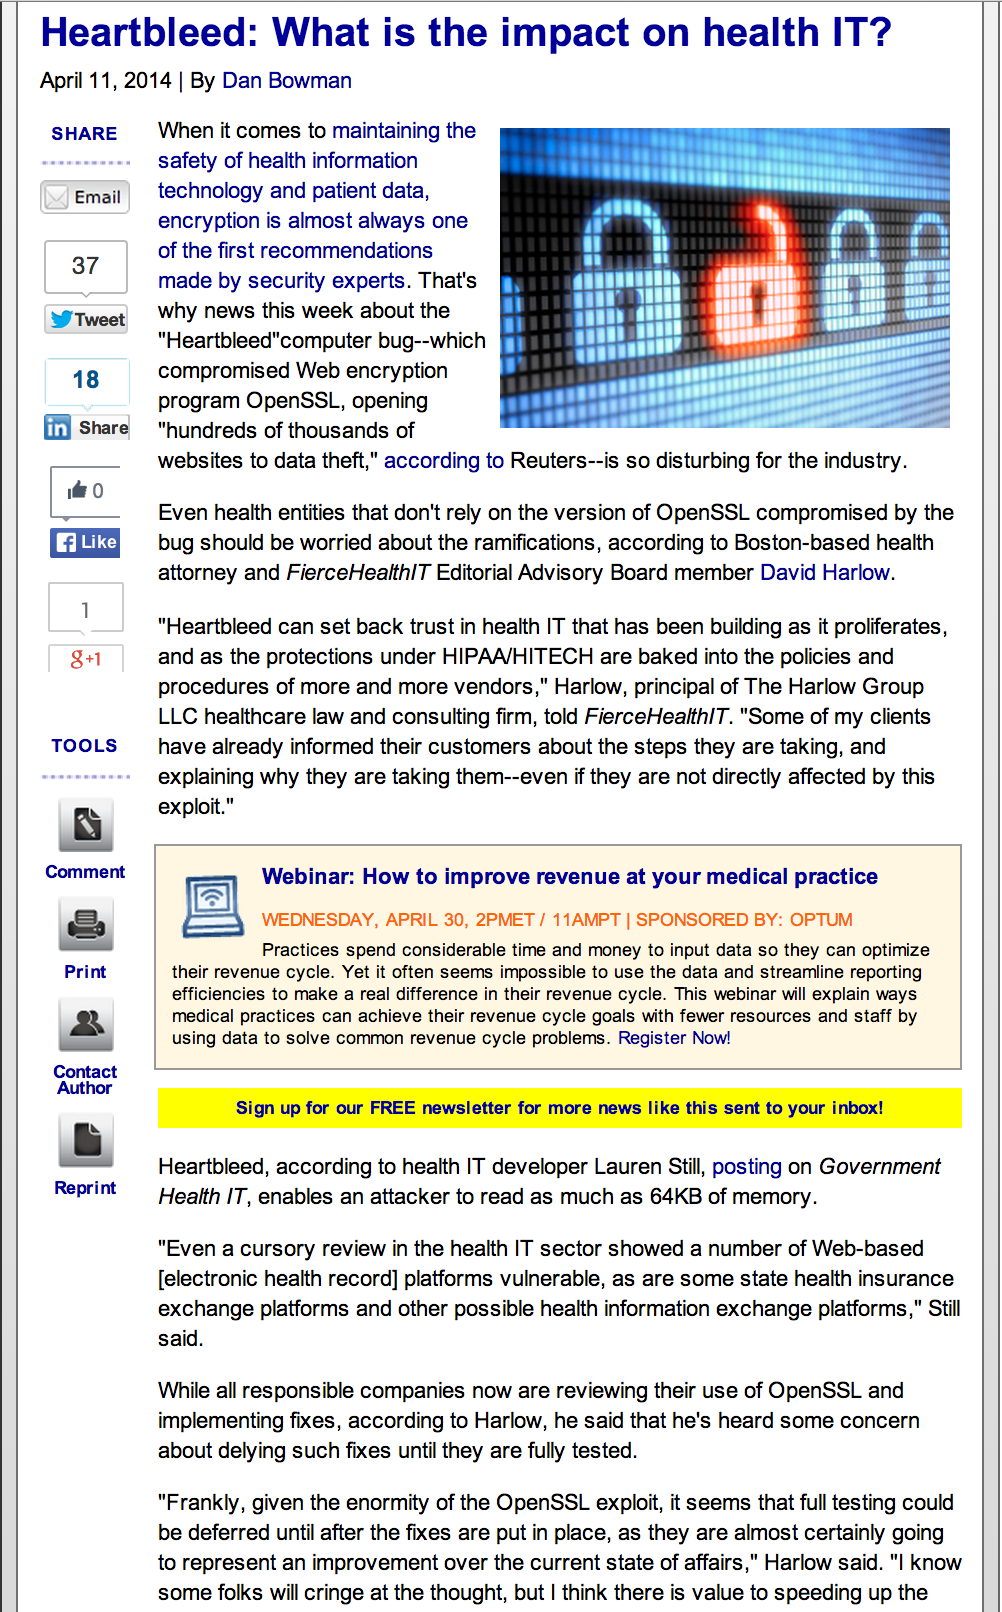 Heartbleed: What is the impact on health IT?
April 11, 2014 | By Dan Bowman
SHARE
Email
37
Tweet
18
in Share
0
Like
1
g+1
TOOLS
Comment
Print
Contact
Author
Reprint
When it comes to maintaining the
safety of health information
technology and patient data,
encryption is almost always one
of the first recommendations
made by security experts. That's
why news this week about the
"Heartbleed"computer bug--which
compromised Web encryption
program OpenSSL, opening
"hundreds of thousands of
websites to data theft," according to Reuters--is so disturbing for the industry.
Even health entities that don't rely on the version of OpenSSL compromised by the
bug should be worried about the ramifications, according to Boston-based health
attorney and FierceHealthIT Editorial Advisory Board member David Harlow.
"Heartbleed can set back trust in health IT that has been building as it proliferates,
and as the protections under HIPAA/HITECH are baked into the policies and
procedures of more and more vendors," Harlow, principal of The Harlow Group
LLC healthcare law and consulting firm, told FierceHealthIT. "Some of my clients
have already informed their customers about the steps they are taking, and
explaining why they are taking them--even if they are not directly affected by this
exploit."
Webinar: How to improve revenue at your medical practice
WEDNESDAY, APRIL 30, 2PMET / 11AMPT | SPONSORED BY: OPTUM
Practices spend considerable time and money to input data so they can optimize
their revenue cycle. Yet it often seems impossible to use the data and streamline reporting
efficiencies to make a real difference in their revenue cycle. This webinar will explain ways
medical practices can achieve their revenue cycle goals with fewer resources and staff by
using data to solve common revenue cycle problems. Register Now!
Sign up for our FREE newsletter for more news like this sent to your inbox!
Heartbleed, according to health IT developer Lauren Still, posting on Government
Health IT, enables an attacker to read as much as 64KB of memory.
"Even a cursory review in the health IT sector showed a number of Web-based
[electronic health record] platforms vulnerable, as are some state health insurance
exchange platforms and other possible health information exchange platforms," Still
said.
While all responsible companies now are reviewing their use of OpenSSL and
implementing fixes, according to Harlow, he said that he's heard some concern
about delying such fixes until they are fully tested.
"Frankly, given the enormity of the OpenSSL exploit, it seems that full testing could
be deferred until after the fixes are put in place, as they are almost certainly going
to represent an improvement over the current state of affairs," Harlow said. "I know
some folks will cringe at the thought, but I think there is value to speeding up the